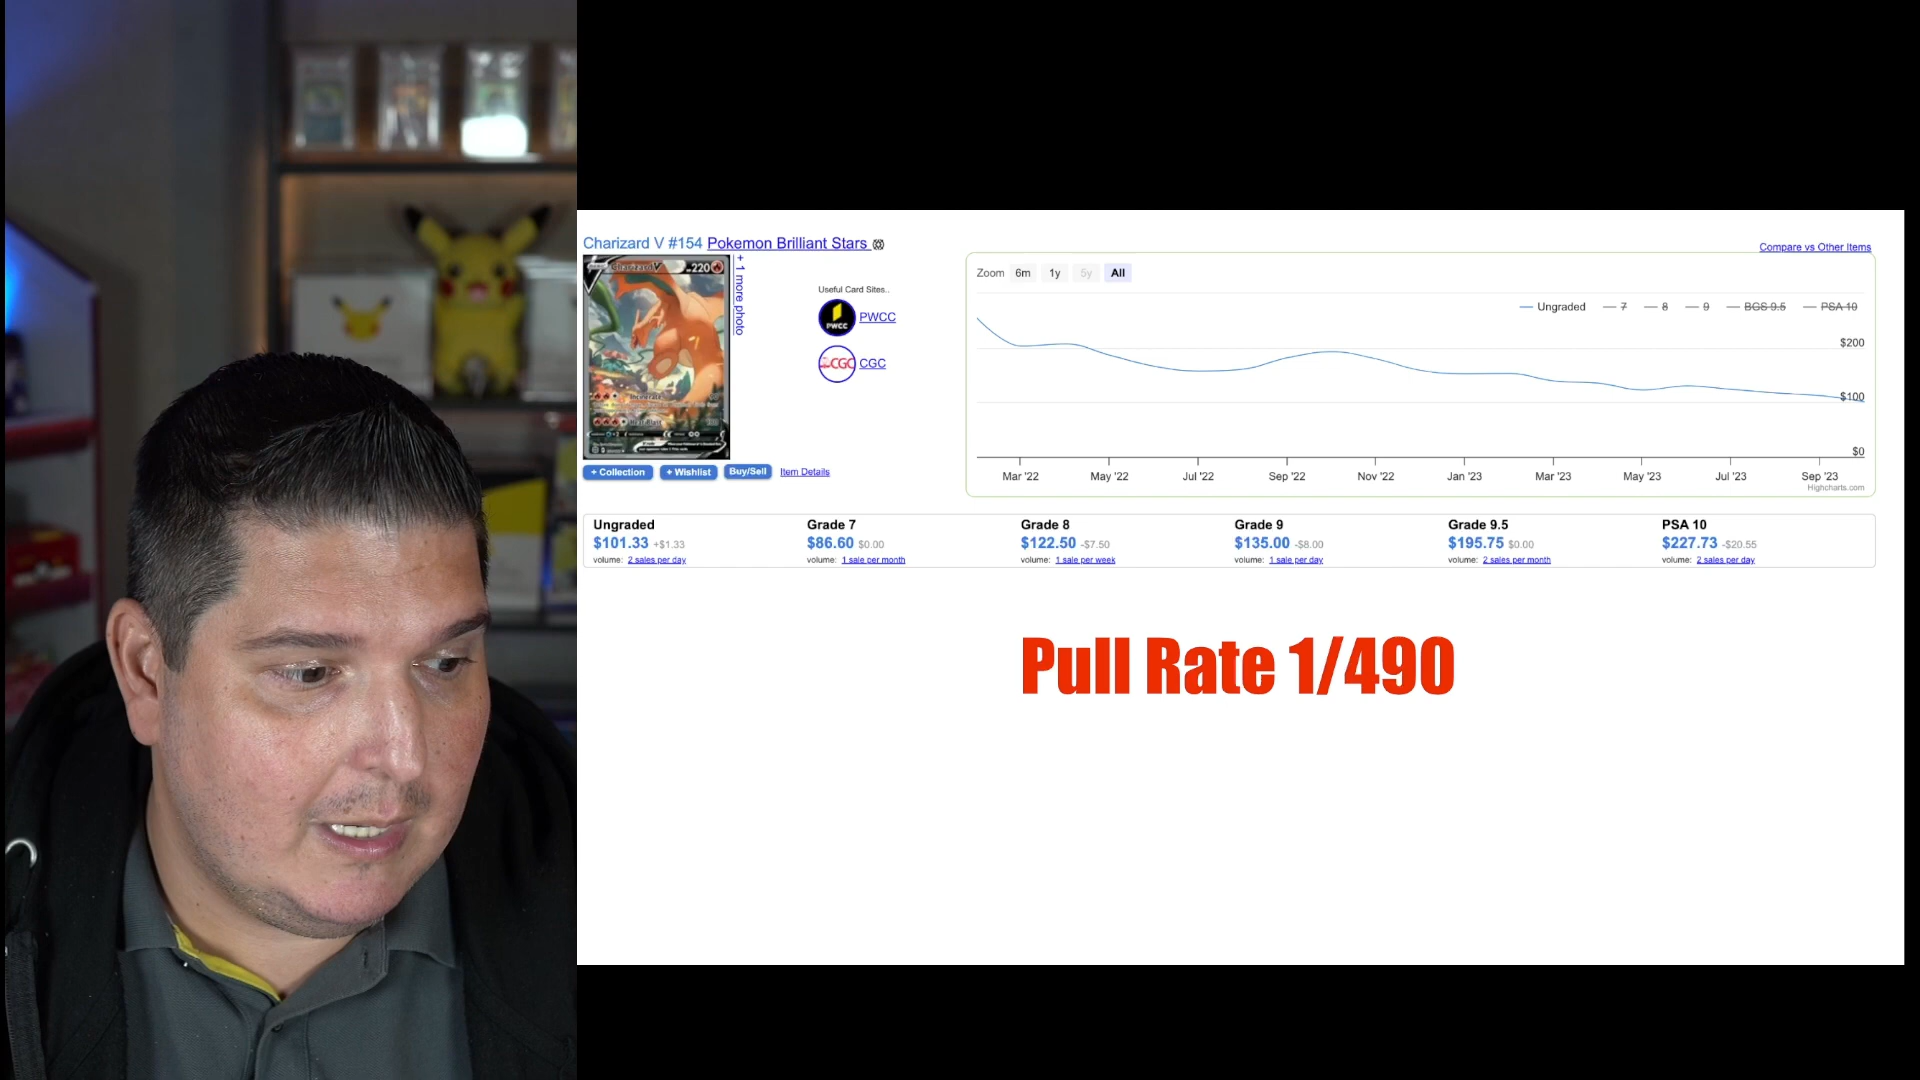 Charizard V #154 Pokemon Brilliant Stars
+ 1 more photo
Charizard V 220
Useful Card Sites..
PWCC PWCC
CGC CGC
+ Collection + Wishlist Buy/Sell Item Details
Compare vs Other Items
Zoom 6m 1y 5y All
Ungraded 7 8 9 BGS 9.5 PSA 10
$200
$100
$0
Mar '22 May '22 Jul '22 Sep '22 Nov '22 Jan '23 Mar '23 May '23 Jul '23 Sep '23
Highcharts.com
Ungraded Grade 7 Grade 8 Grade 9 Grade 9.5 PSA 10
$101.33 +$1.33 $86.60 $0.00 $122.50 -$7.50 $135.00 -$8.00 $195.75 $0.00 $227.73 -$20.55
volume: 2 sales per day volume: 1 sale per month volume: 1 sale per week volume: 1 sale per day volume: 2 sales per month volume: 2 sales per day
Pull Rate 1/490